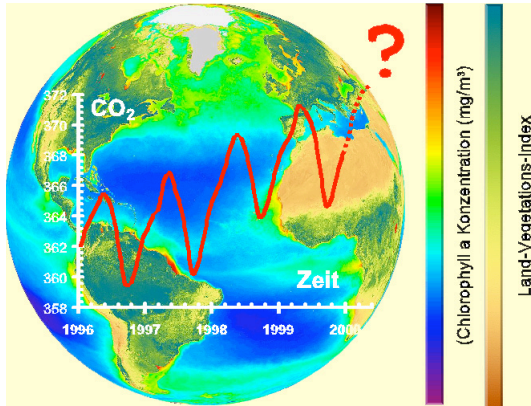 ?
CO₂
372
370
368
366
364
362
360
358
Zeit
1996 1997 1998 1999 2000
(Chlorophyll a Konzentration (mg/m³)
Land-Vegetations-Index